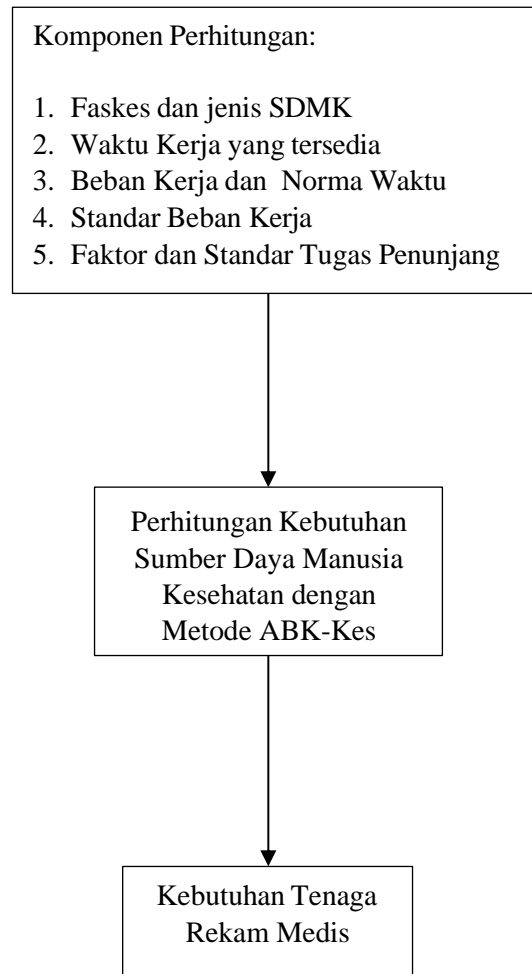 Komponen Perhitungan:
1. Faskes dan jenis SDMK
2. Waktu Kerja yang tersedia
3. Beban Kerja dan Norma Waktu
4. Standar Beban Kerja
5. Faktor dan Standar Tugas Penunjang
Perhitungan Kebutuhan
Sumber Daya Manusia
Kesehatan dengan
Metode ABK-Kes
Kebutuhan Tenaga
Rekam Medis